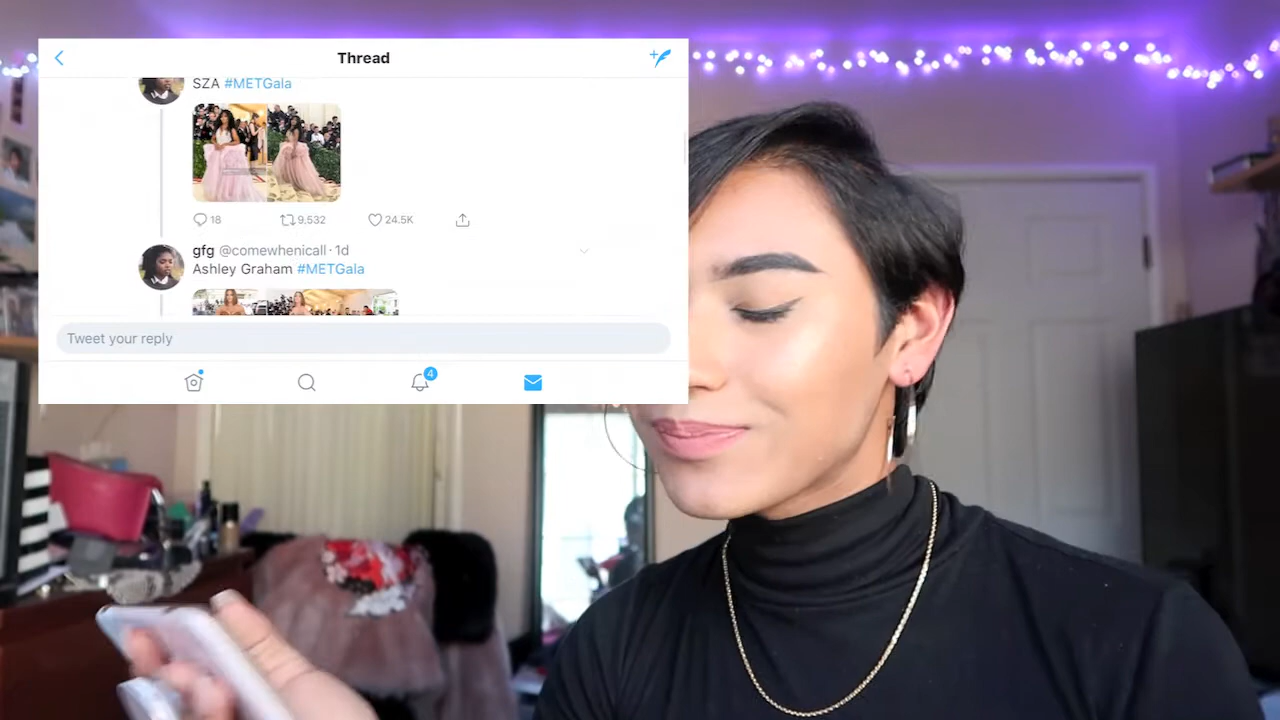 Thread
SZA #METGala
18 9,532 24.5K
gfg @comewhenicall · 1d
Ashley Graham #METGala
Tweet your reply
4